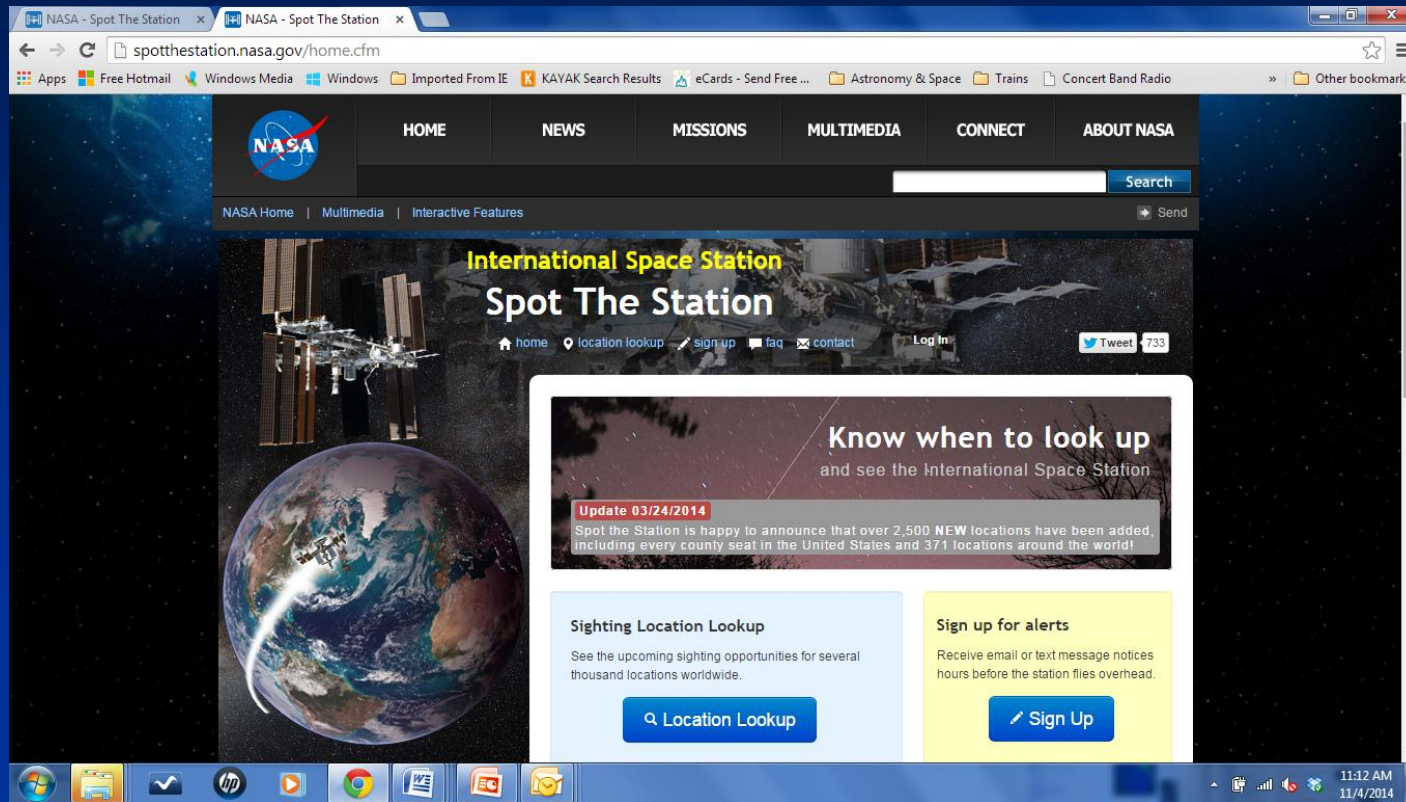 NASA - Spot The Station × NASA - Spot The Station ×
spotthestation.nasa.gov/home.cfm
Apps Free Hotmail Windows Media Windows Imported From IE KAYAK Search Results eCards - Send Free ... Astronomy & Space Trains Concert Band Radio » Other bookmark
NASA
HOME NEWS MISSIONS MULTIMEDIA CONNECT ABOUT NASA
Search
NASA Home | Multimedia | Interactive Features Send
International Space Station
Spot The Station
home location lookup sign up faq contact Log In Tweet 733
Know when to look up
and see the International Space Station
Update 03/24/2014
Spot the Station is happy to announce that over 2,500 NEW locations have been added,
including every county seat in the United States and 371 locations around the world!
Sighting Location Lookup Sign up for alerts
See the upcoming sighting opportunities for several Receive email or text message notices
thousand locations worldwide. hours before the station flies overhead.
Location Lookup Sign Up
hp
11:12 AM
11/4/2014